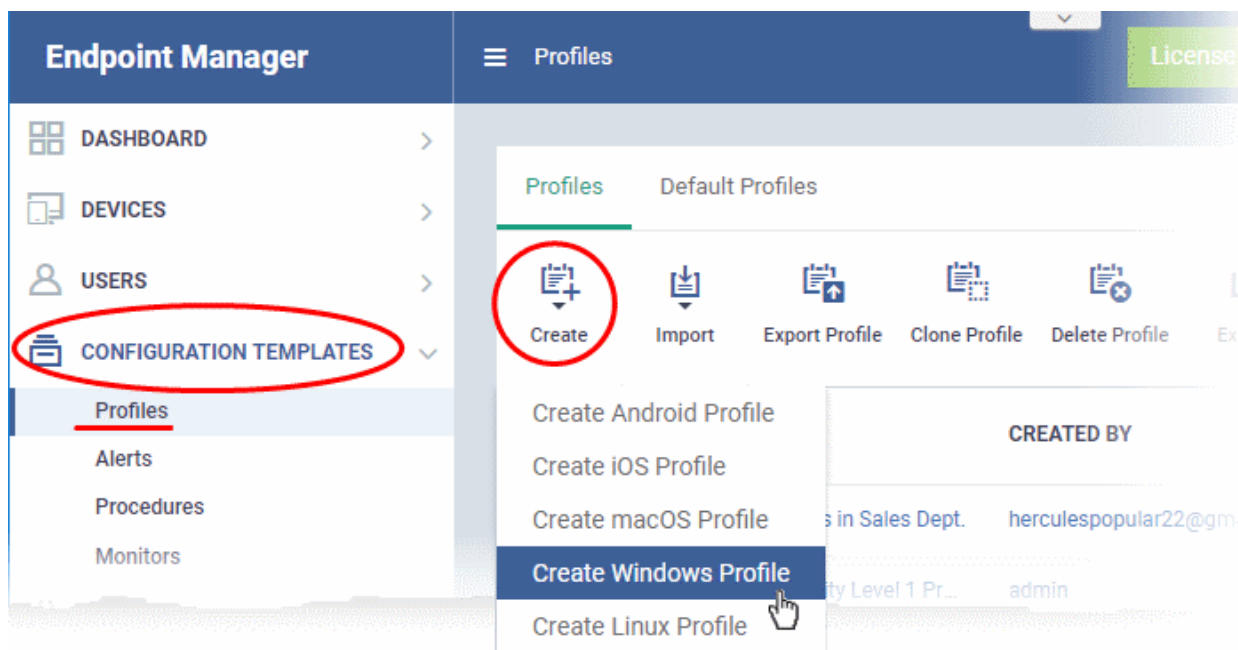 Endpoint Manager
Profiles
License
DASHBOARD
DEVICES
USERS
CONFIGURATION TEMPLATES
Profiles
Alerts
Procedures
Monitors
Profiles Default Profiles
Create Import Export Profile Clone Profile Delete Profile
Create Android Profile
Create iOS Profile
Create macOS Profile
Create Windows Profile
Create Linux Profile
CREATED BY
in Sales Dept. herculespopular22@gm
Level 1 Pr... admin